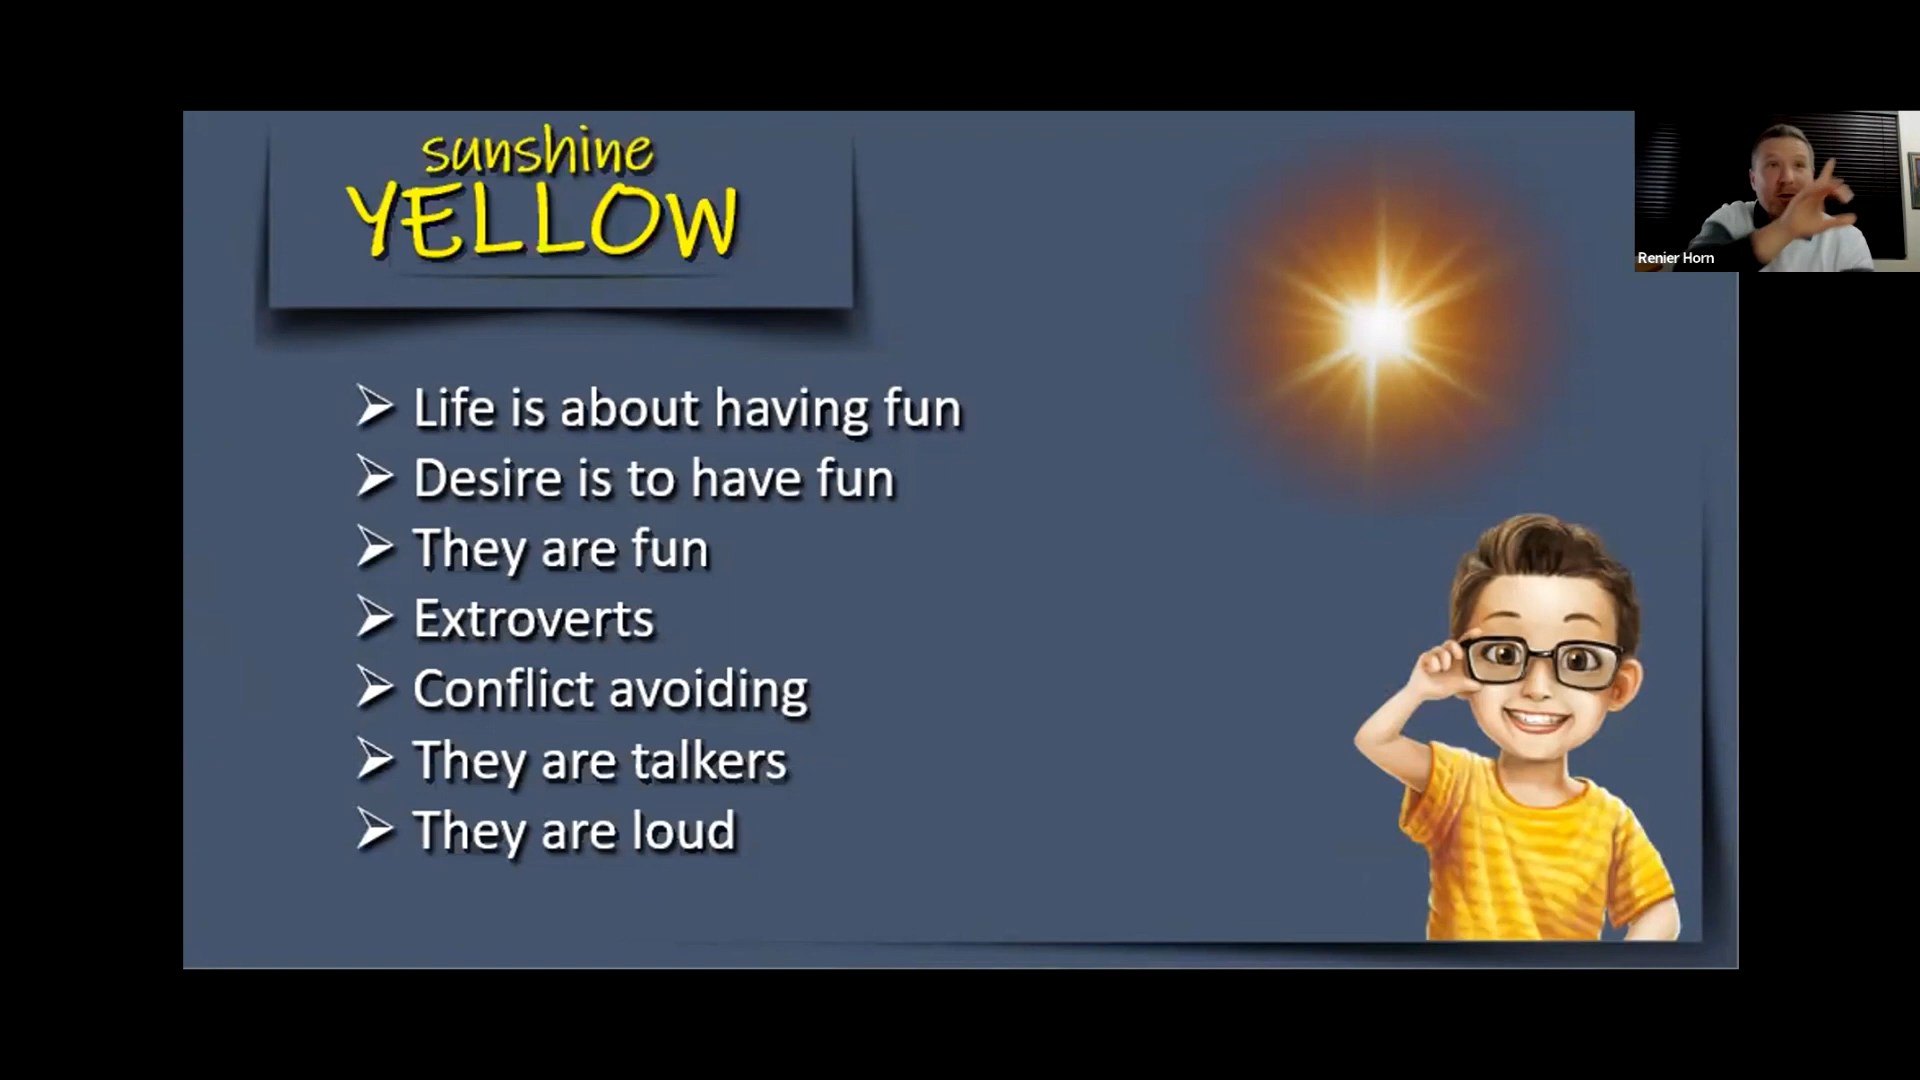 sunshine
YELLOW
Life is about having fun
Desire is to have fun
They are fun
Extroverts
Conflict avoiding
They are talkers
They are loud
Renier Horn